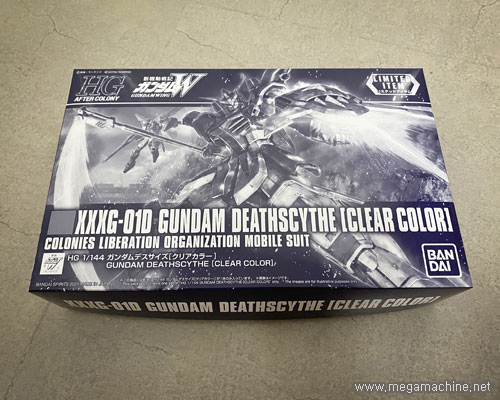 HG
AFTER COLONY
新機動戦記
ガンダムW
GUNDAM WING
LIMITED
ITEM
XXXG-01D GUNDAM DEATHSCYTHE [CLEAR COLOR]
COLONIES LIBERATION ORGANIZATION MOBILE SUIT
HG 1/144 ガンダムデスサイズ[クリアカラー]
GUNDAM DEATHSCYTHE [CLEAR COLOR]
BAN
DAI
XXXG-01D GUNDAM DEATHSCYTHE [CLEAR COLOR]
www.megamachine.net